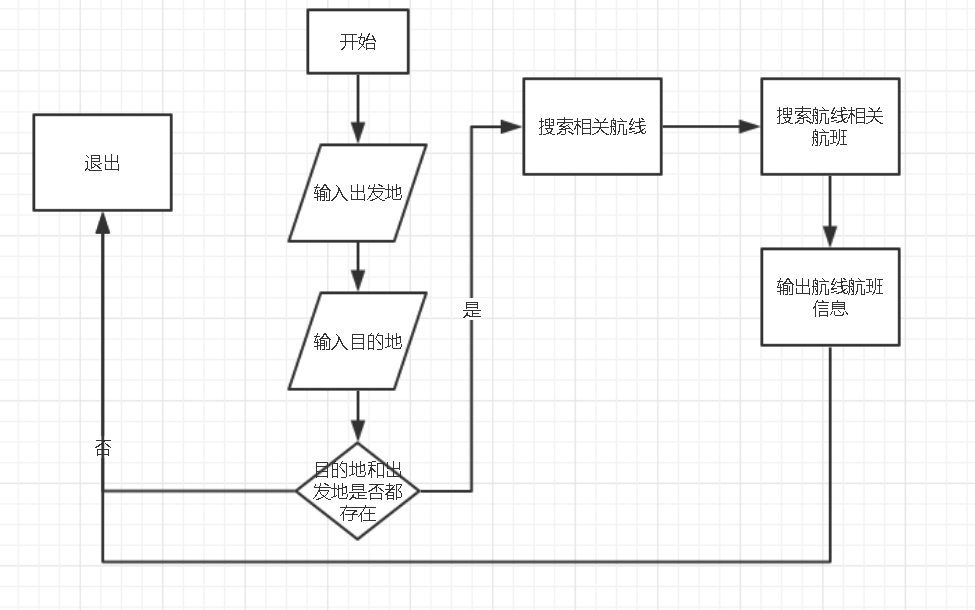 开始
输入出发地
输入目的地
目的地和出
发地是否都
存在
是
否
搜索相关航线
搜索航线相关
航班
输出航线航班
信息
退出